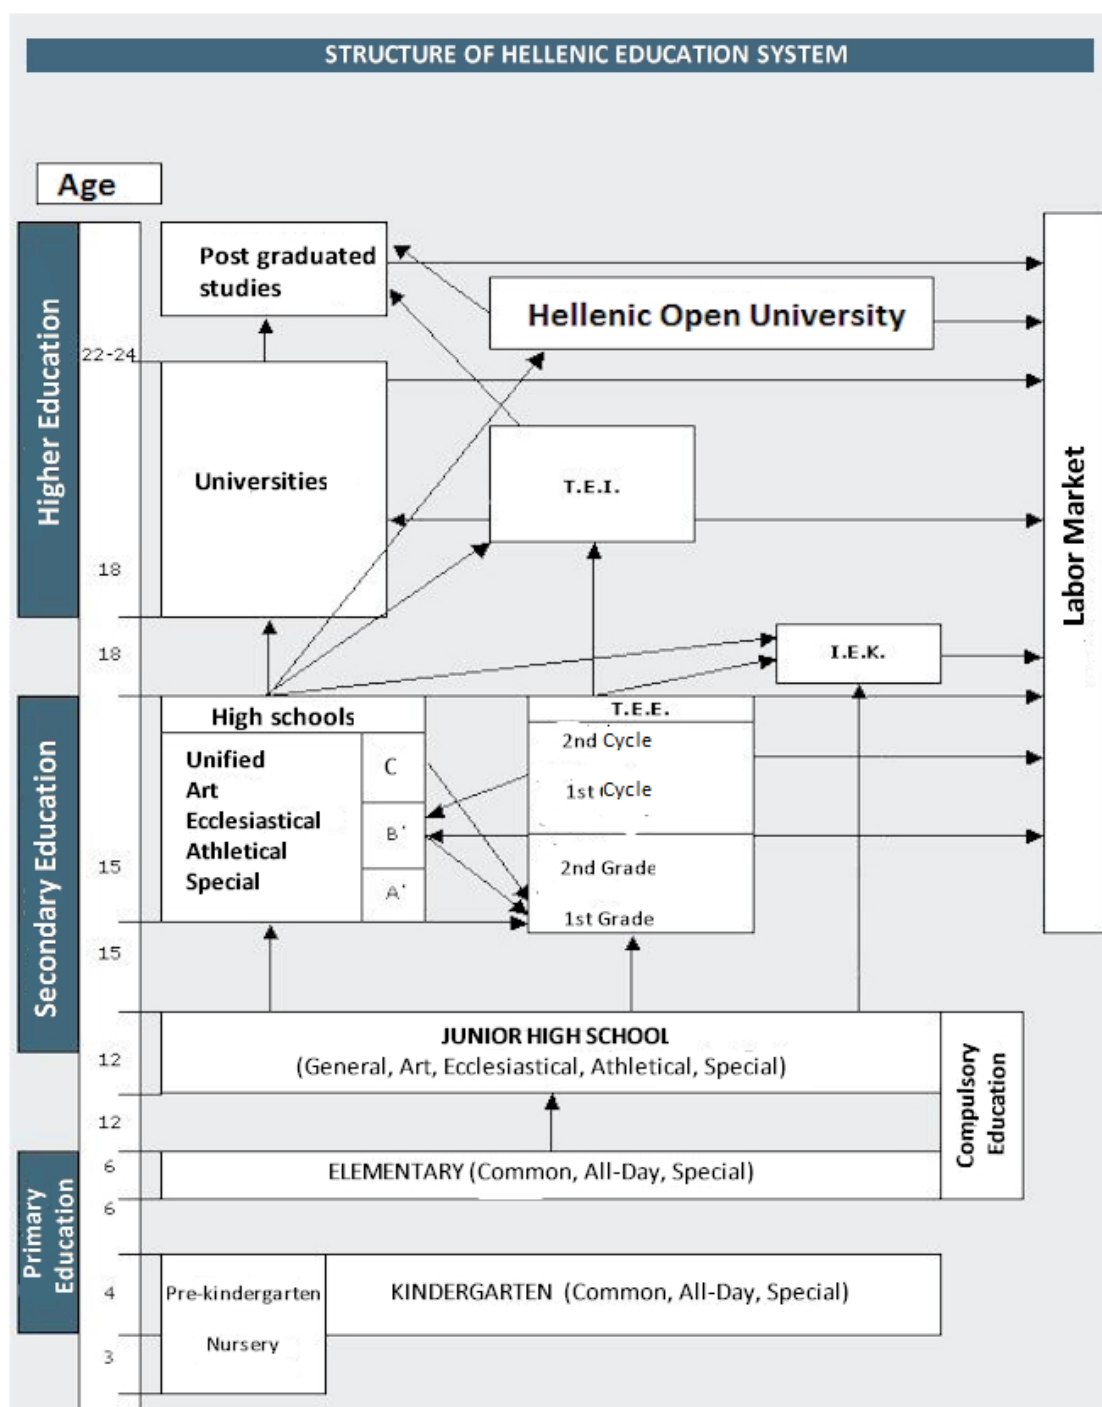 STRUCTURE OF HELLENIC EDUCATION SYSTEM
Age
Higher Education
Post graduated
studies
Hellenic Open University
22-24
Universities
T.E.I.
Labor Market
18
18
I.E.K.
Secondary Education
High schools
T.E.E.
Unified
Art
Ecclesiastical
Athletical
Special
C
B'
A'
2nd Cycle
1st Cycle
2nd Grade
1st Grade
15
15
JUNIOR HIGH SCHOOL
(General, Art, Ecclesiastical, Athletical, Special)
12
12
Compulsory
Education
Primary
Education
6
ELEMENTARY (Common, All-Day, Special)
6
4
Pre-kindergarten
Nursery
KINDERGARTEN (Common, All-Day, Special)
3